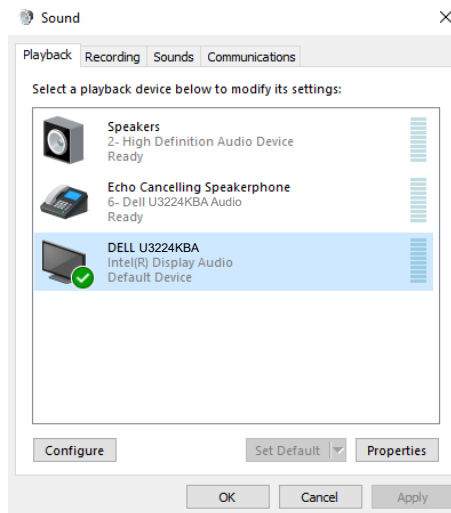 Sound
Playback Recording Sounds Communications
Select a playback device below to modify its settings:
Speakers
2- High Definition Audio Device
Ready
Echo Cancelling Speakerphone
6- Dell U3224KBA Audio
Ready
DELL U3224KBA
Intel(R) Display Audio
Default Device
Configure Set Default Properties
OK Cancel Apply